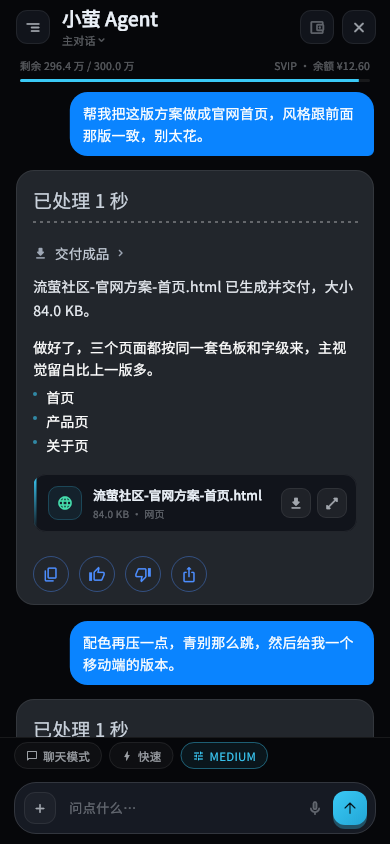 小萤 Agent
主对话
剩余 296.4 万 / 300.0 万
SVIP · 余额 ¥12.60
帮我把这版方案做成官网首页，风格跟前面
那版一致，别太花。
已处理 1 秒
交付成品
流萤社区-官网方案-首页.html 已生成并交付，大小
84.0 KB。
做好了，三个页面都按同一套色板和字级来，主视
觉留白比上一版多。
首页
产品页
关于页
流萤社区-官网方案-首页.html
84.0 KB · 网页
配色再压一点，青别那么跳，然后给我一个
移动端的版本。
已处理 1 秒
聊天模式
快速
MEDIUM
问点什么…